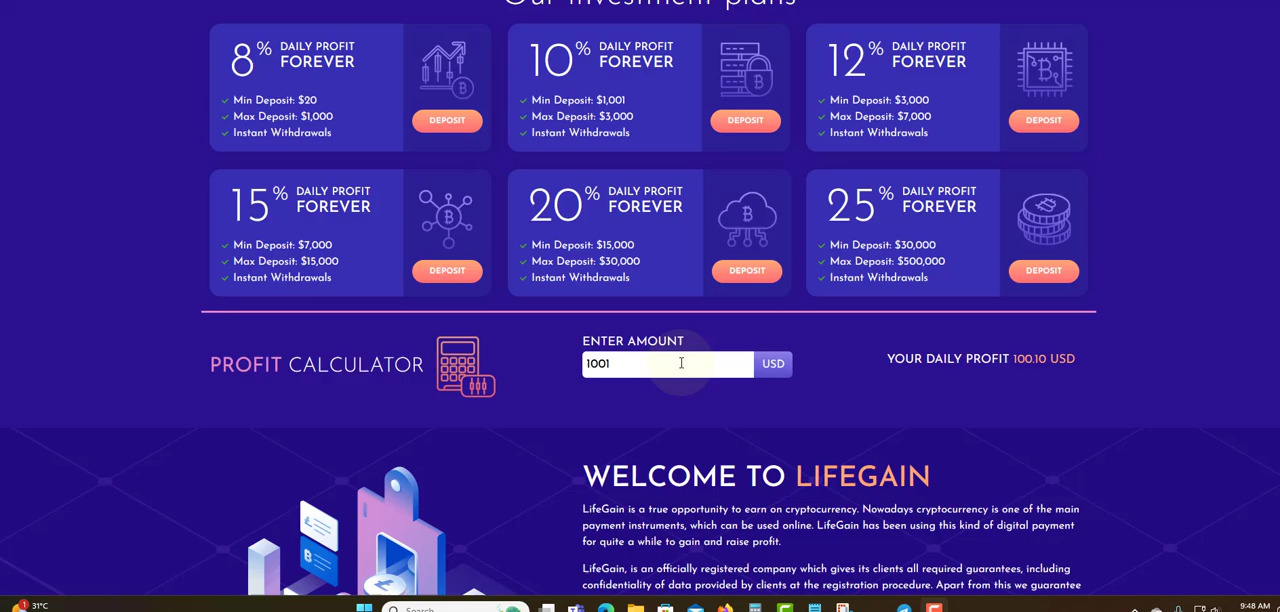 Our investment plans
8% DAILY PROFIT
FOREVER
Min Deposit: $20
Max Deposit: $1,000
Instant Withdrawals
DEPOSIT
10% DAILY PROFIT
FOREVER
Min Deposit: $1,001
Max Deposit: $3,000
Instant Withdrawals
DEPOSIT
12% DAILY PROFIT
FOREVER
Min Deposit: $3,000
Max Deposit: $7,000
Instant Withdrawals
DEPOSIT
15% DAILY PROFIT
FOREVER
Min Deposit: $7,000
Max Deposit: $15,000
Instant Withdrawals
DEPOSIT
20% DAILY PROFIT
FOREVER
Min Deposit: $15,000
Max Deposit: $30,000
Instant Withdrawals
DEPOSIT
25% DAILY PROFIT
FOREVER
Min Deposit: $30,000
Max Deposit: $500,000
Instant Withdrawals
DEPOSIT
PROFIT CALCULATOR
ENTER AMOUNT
1001 USD
YOUR DAILY PROFIT 100.10 USD
WELCOME TO LIFEGAIN
LifeGain is a true opportunity to earn on cryptocurrency. Nowadays cryptocurrency is one of the main
payment instruments, which can be used online. LifeGain has been using this kind of digital payment
for quite a while to gain and raise profit.
LifeGain, is an officially registered company which gives its clients all required guarantees, including
confidentiality of data provided by clients at the registration procedure. Apart from this we guarantee
1 31°C
Search
9:48 AM